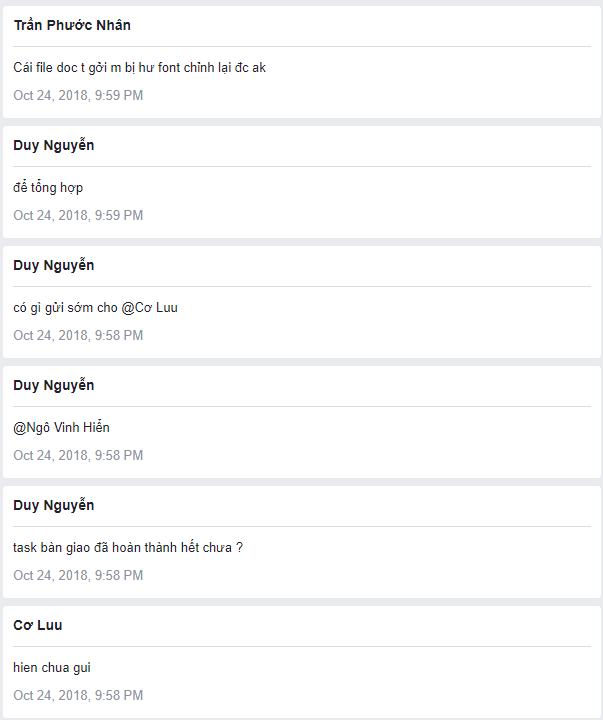 Trần Phước Nhân
Cái file doc t gởi m bị hư font chỉnh lại đc ak
Oct 24, 2018, 9:59 PM
Duy Nguyễn
để tổng hợp
Oct 24, 2018, 9:59 PM
Duy Nguyễn
có gì gửi sớm cho @Cơ Luu
Oct 24, 2018, 9:58 PM
Duy Nguyễn
@Ngô Vinh Hiển
Oct 24, 2018, 9:58 PM
Duy Nguyễn
task bàn giao đã hoàn thành hết chưa ?
Oct 24, 2018, 9:58 PM
Cơ Luu
hien chua gui
Oct 24, 2018, 9:58 PM